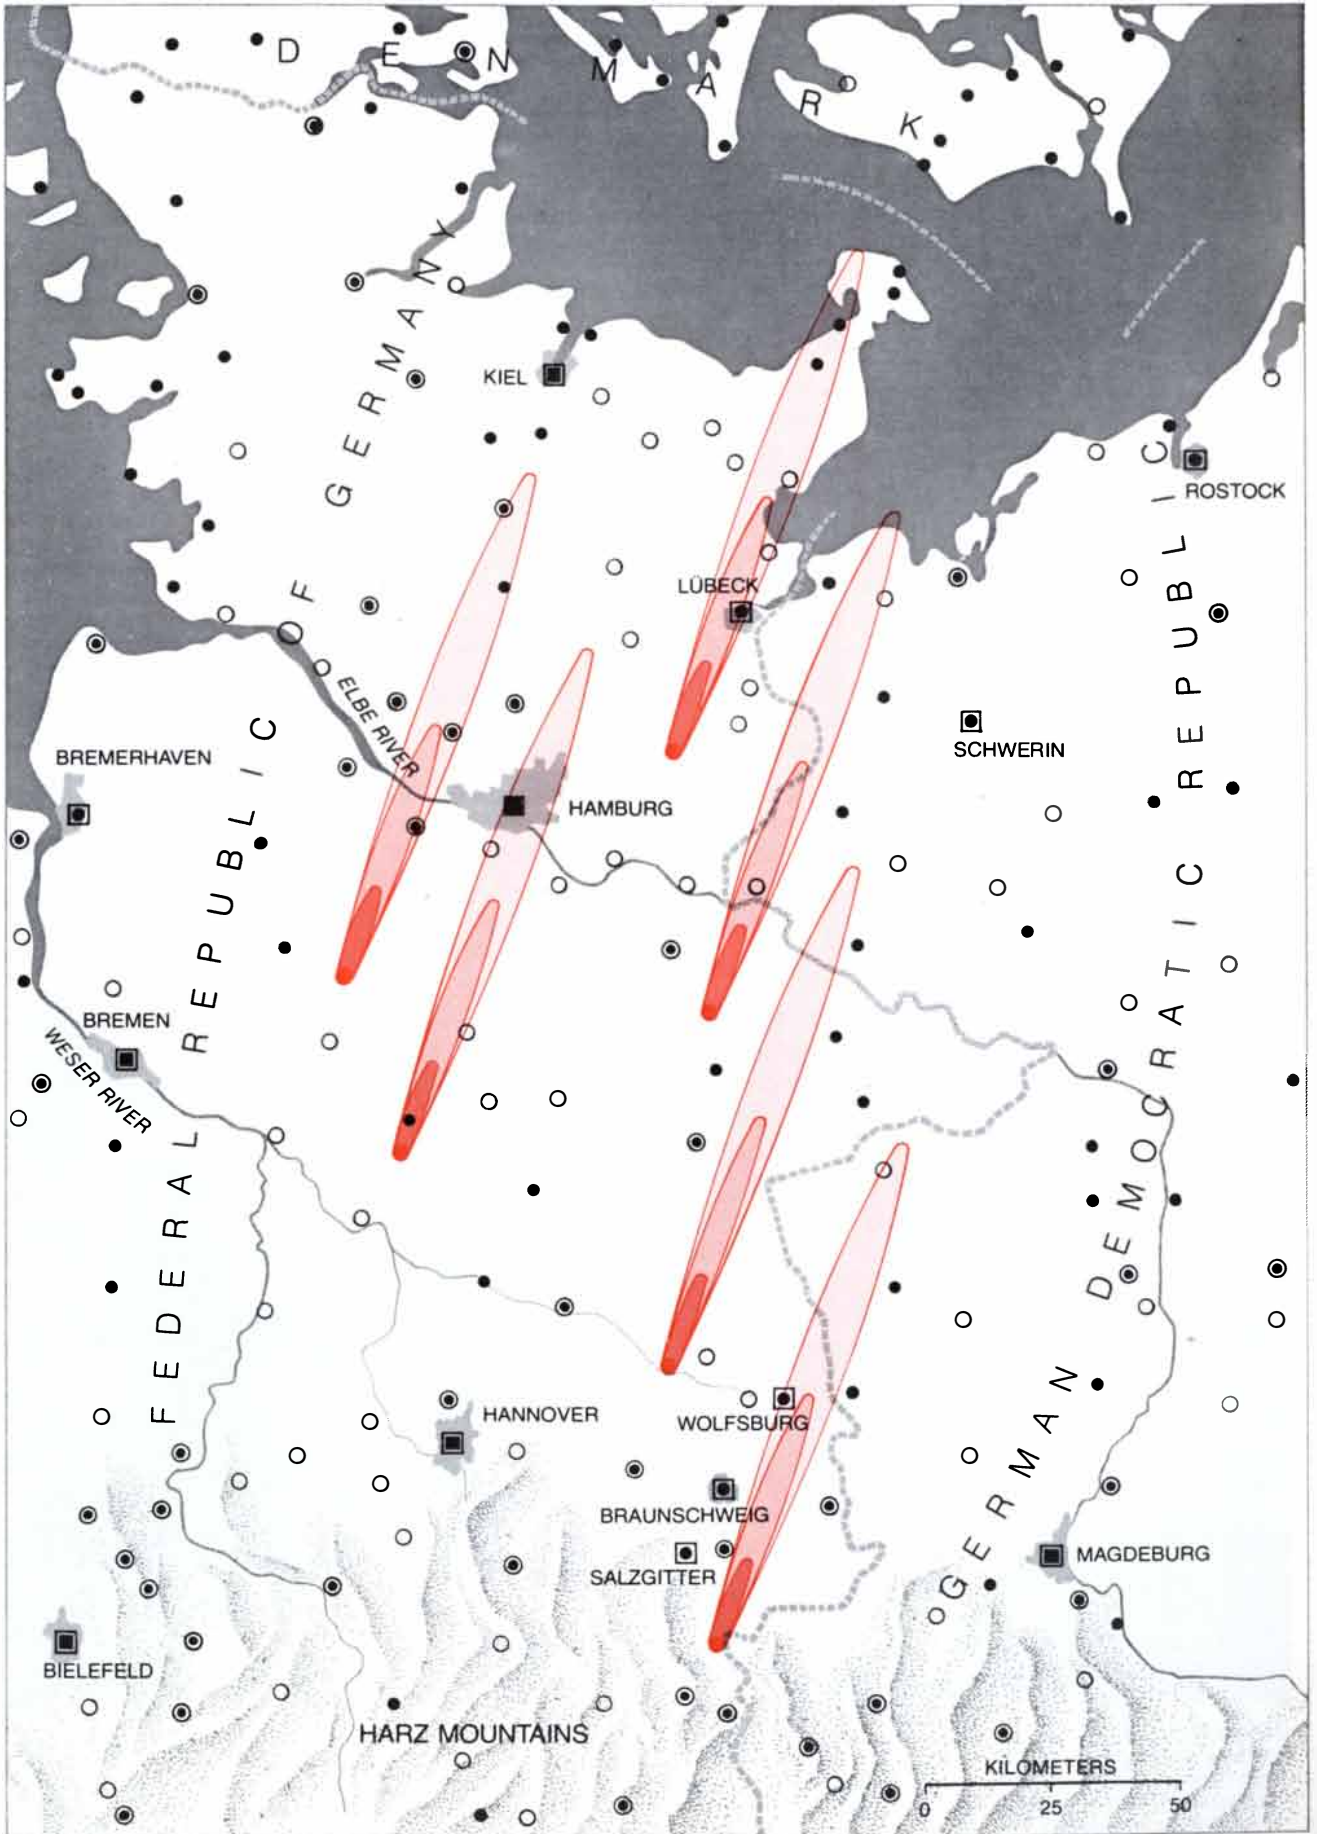 DENMARK
KIEL
ROSTOCK
LÜBECK
ELBE RIVER
SCHWERIN
BREMERHAVEN
HAMBURG
BREMEN
WESER RIVER
FEDERAL REPUBLIC OF GERMANY
GERMAN DEMOCRATIC REPUBLIC
HANNOVER
WOLFSBURG
BRAUNSCHWEIG
SALZGITTER
MAGDEBURG
BIELEFELD
HARZ MOUNTAINS
KILOMETERS
0 25 50